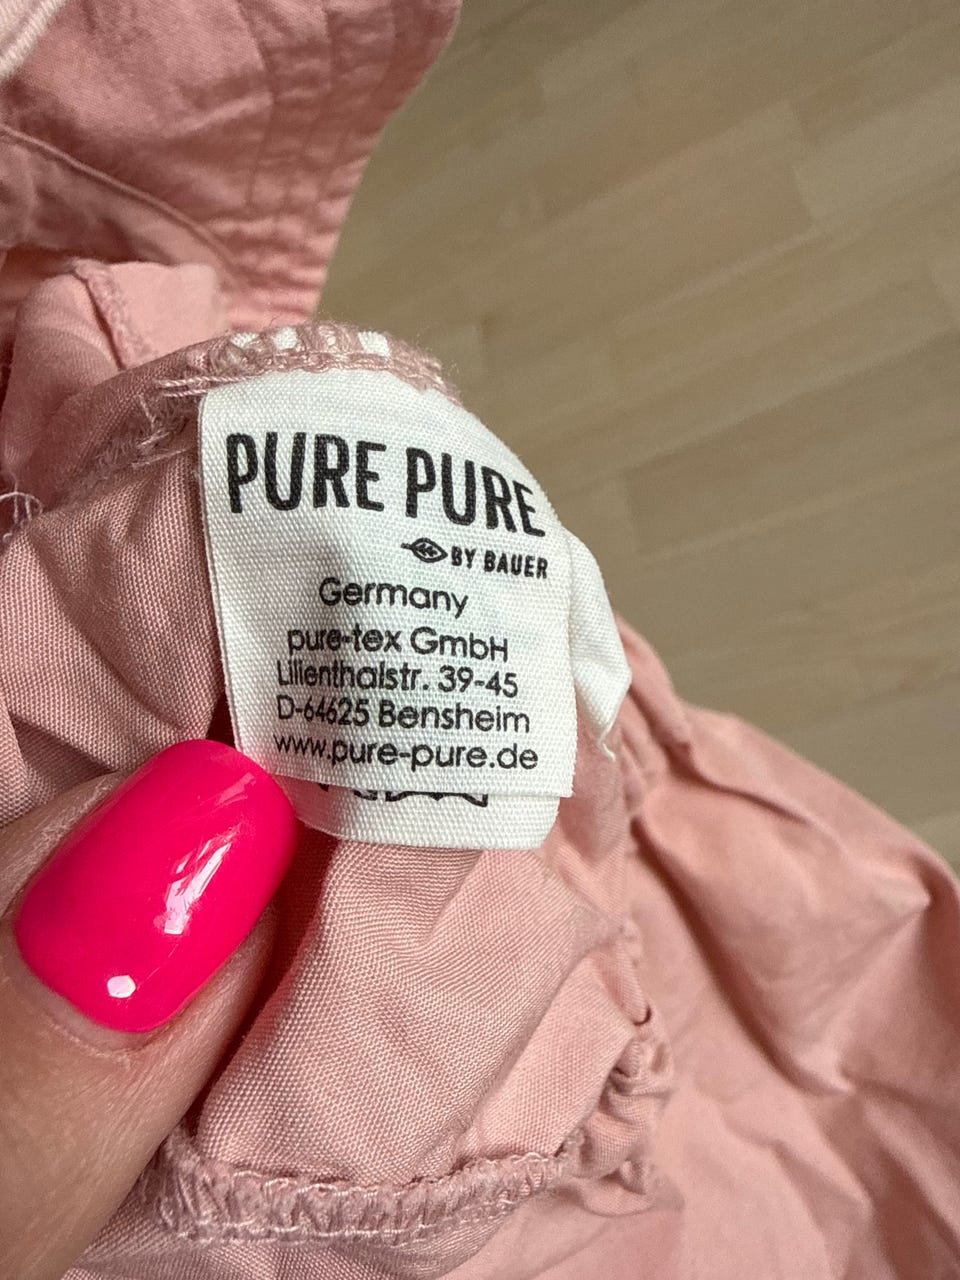 PURE PURE
BY BAUER
Germany
pure-tex GmbH
Lilienthalstr. 39-45
D-64625 Bensheim
www.pure-pure.de